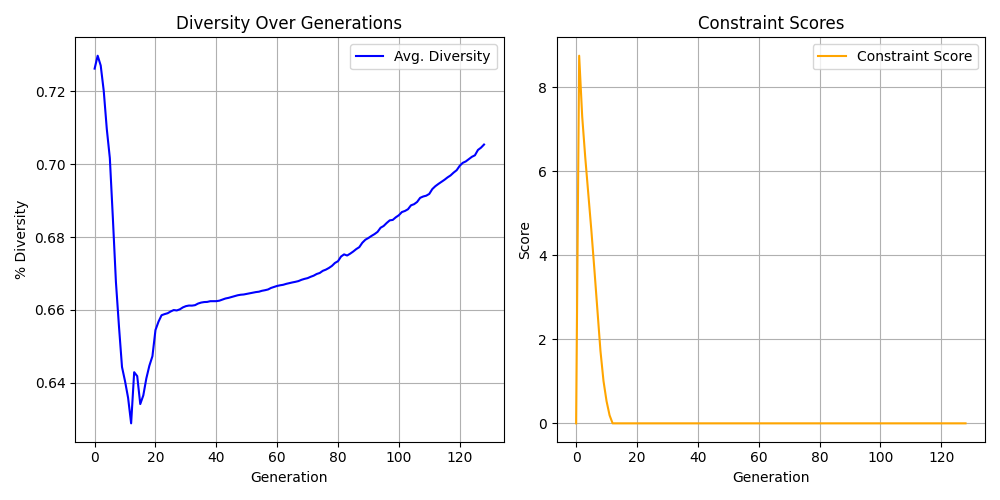 Diversity Over Generations
Avg. Diversity
% Diversity
0.72
0.70
0.68
0.66
0.64
0 20 40 60 80 100 120
Generation
Constraint Scores
Constraint Score
Score
8
6
4
2
0
0 20 40 60 80 100 120
Generation